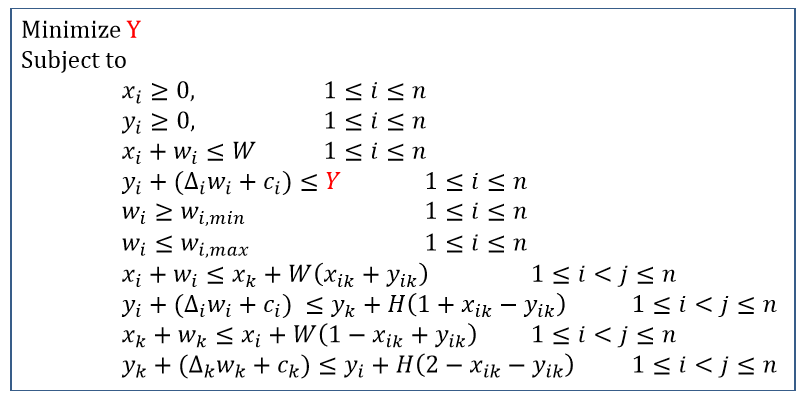 Minimize Y
Subject to
xᵢ ≥ 0, 1 ≤ i ≤ n
yᵢ ≥ 0, 1 ≤ i ≤ n
xᵢ + wᵢ ≤ W 1 ≤ i ≤ n
yᵢ + (Δᵢwᵢ + cᵢ) ≤ Y 1 ≤ i ≤ n
wᵢ ≥ w_{i,min} 1 ≤ i ≤ n
wᵢ ≤ w_{i,max} 1 ≤ i ≤ n
xᵢ + wᵢ ≤ xₖ + W(xᵢₖ + yᵢₖ) 1 ≤ i < j ≤ n
yᵢ + (Δᵢwᵢ + cᵢ) ≤ yₖ + H(1 + xᵢₖ − yᵢₖ) 1 ≤ i < j ≤ n
xₖ + wₖ ≤ xᵢ + W(1 − xᵢₖ + yᵢₖ) 1 ≤ i < j ≤ n
yₖ + (Δₖwₖ + cₖ) ≤ yᵢ + H(2 − xᵢₖ − yᵢₖ) 1 ≤ i < j ≤ n